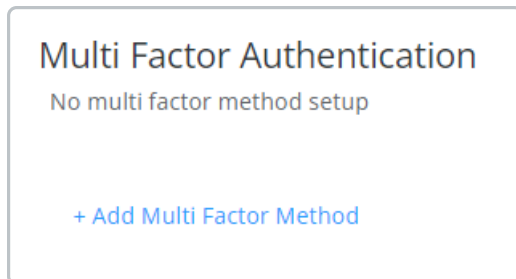 Multi Factor Authentication
No multi factor method setup
+ Add Multi Factor Method